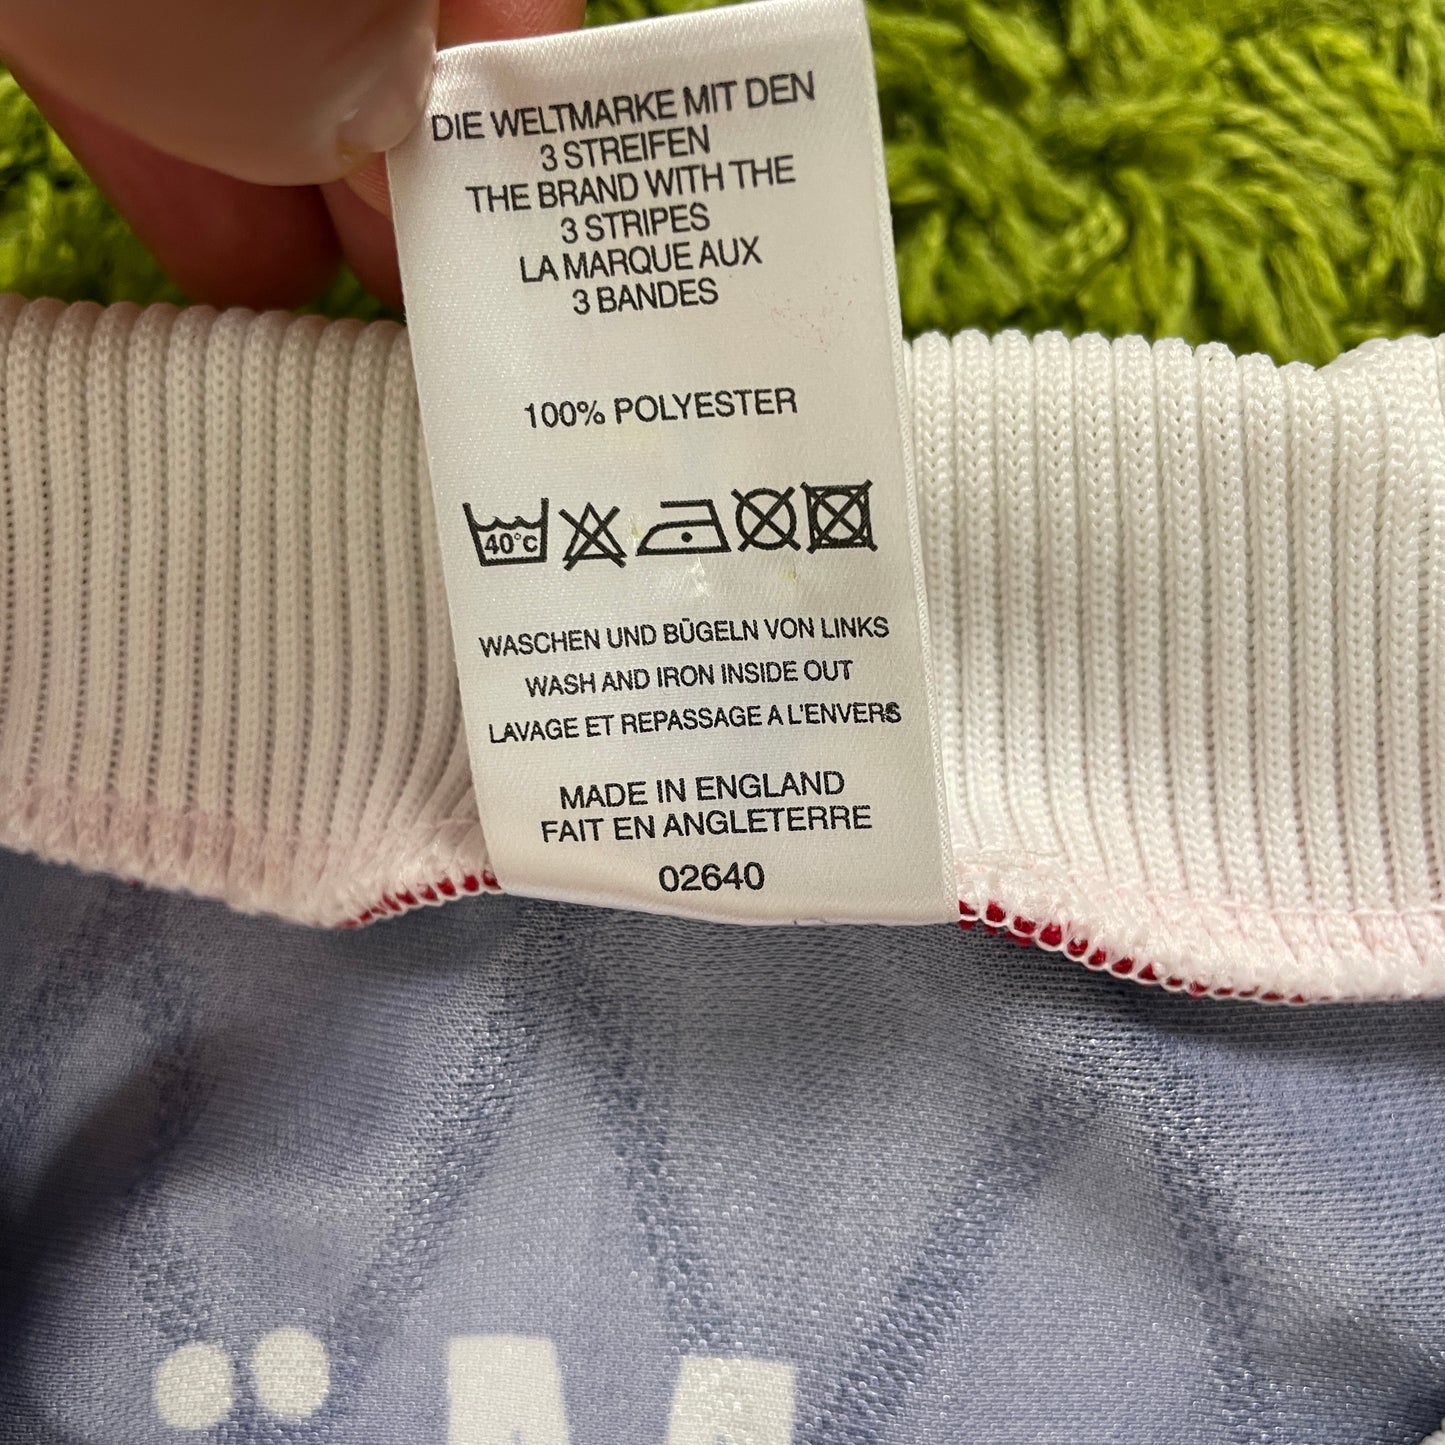 DIE WELTMARKE MIT DEN
3 STREIFEN
THE BRAND WITH THE
3 STRIPES
LA MARQUE AUX
3 BANDES
100% POLYESTER
40°C
WASCHEN UND BÜGELN VON LINKS
WASH AND IRON INSIDE OUT
LAVAGE ET REPASSAGE A L'ENVERS
MADE IN ENGLAND
FAIT EN ANGLETERRE
02640